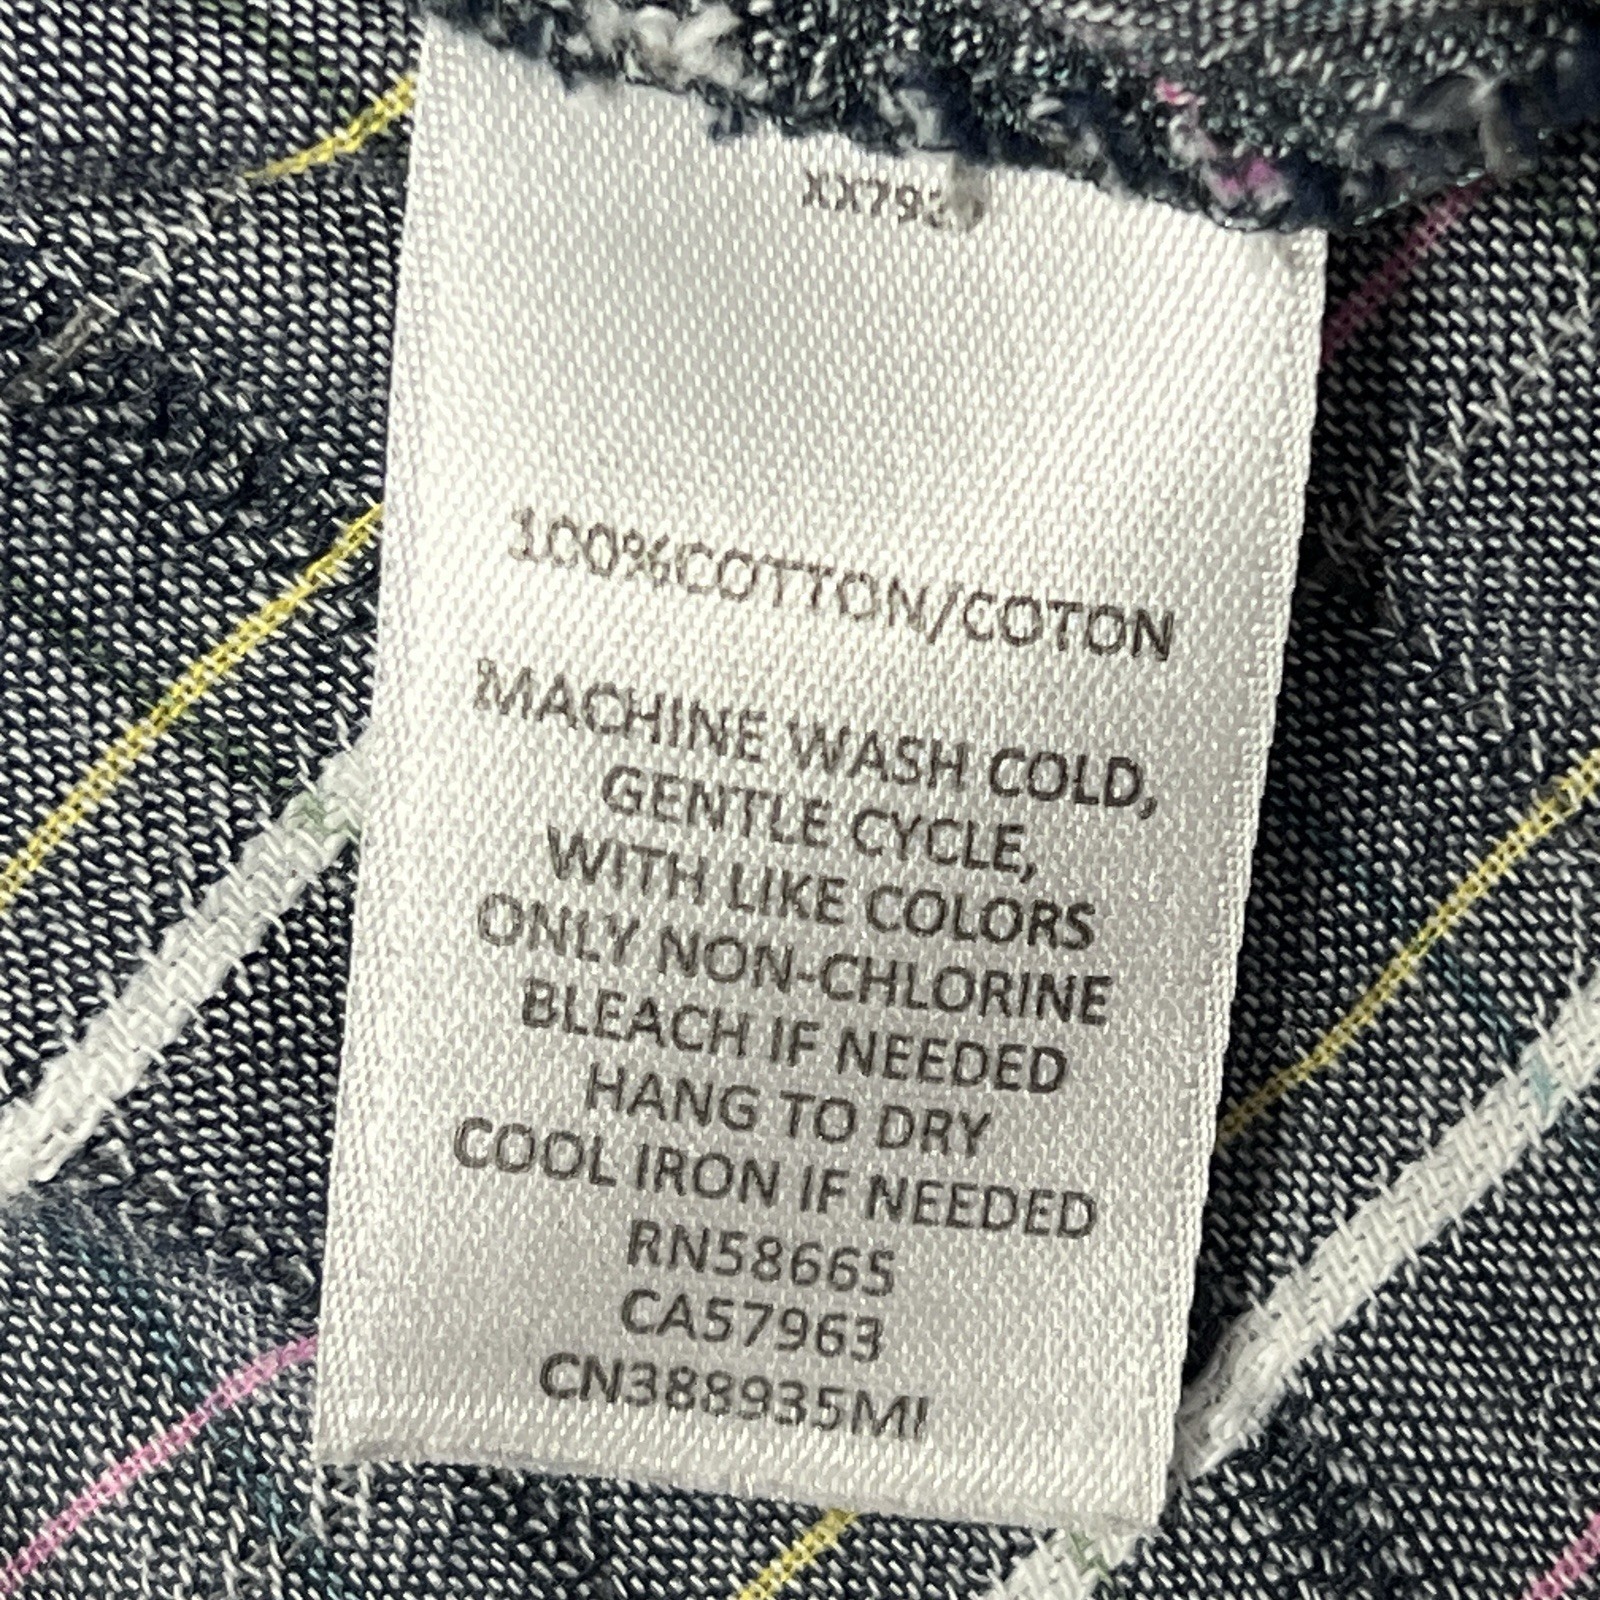 100%COTTON/COTON
MACHINE WASH COLD,
GENTLE CYCLE,
WITH LIKE COLORS
ONLY NON-CHLORINE
BLEACH IF NEEDED
HANG TO DRY
COOL IRON IF NEEDED
RN58665
CA57963
CN388935MI